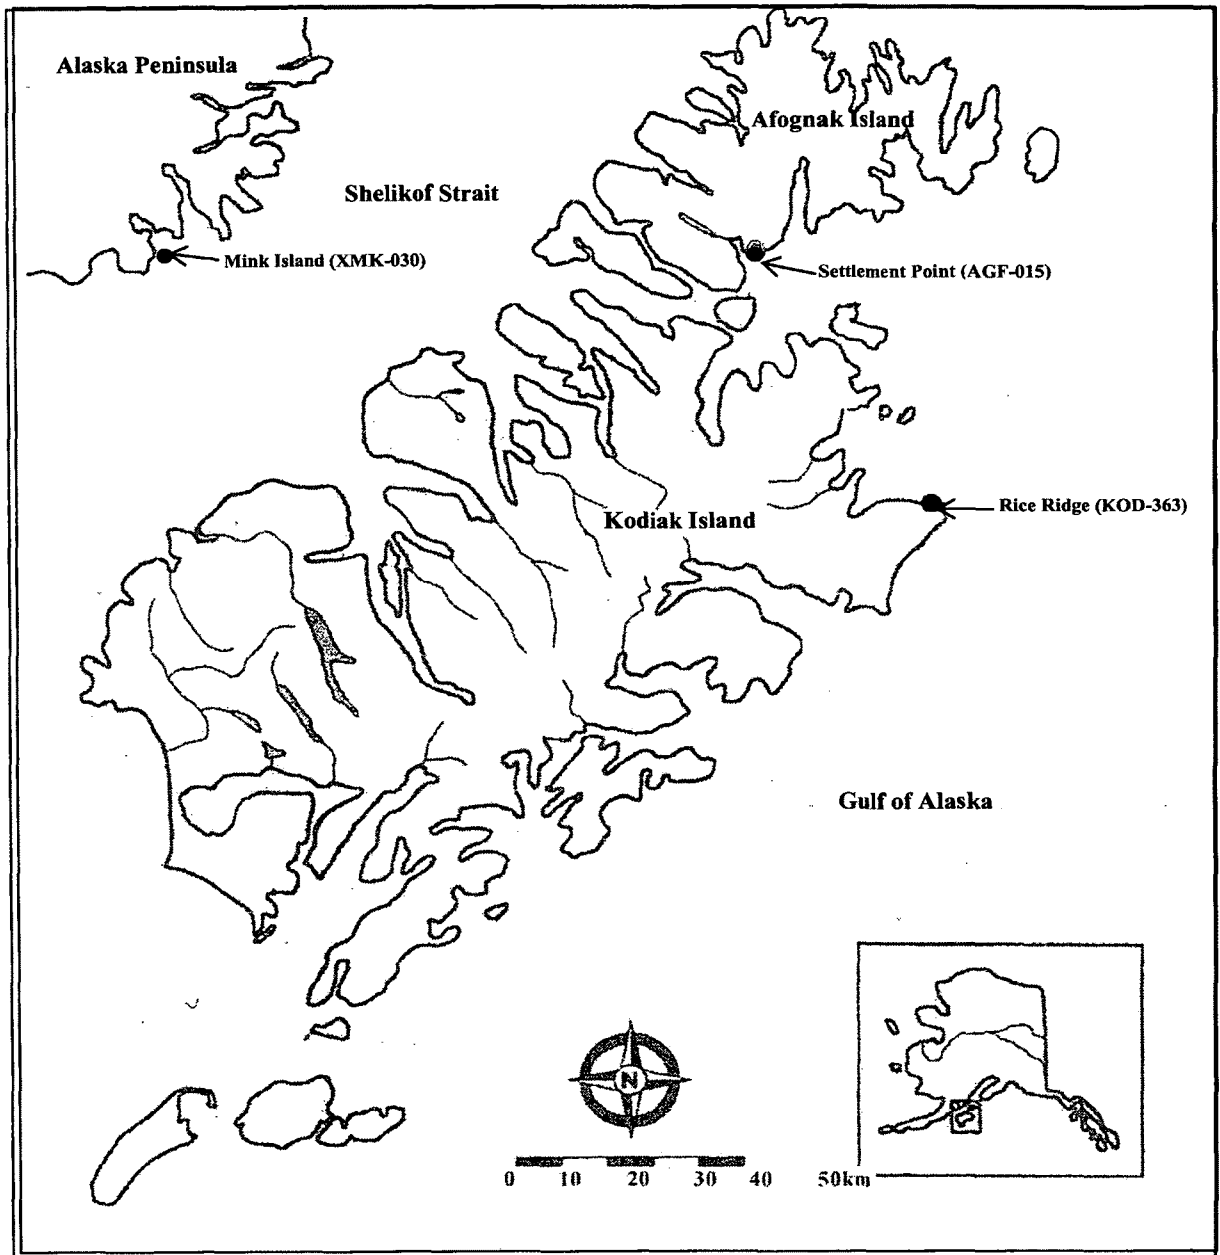 Alaska Peninsula
Afognak Island
Shelikof Strait
Mink Island (XMK-030)
Settlement Point (AGF-015)
Rice Ridge (KOD-363)
Kodiak Island
Gulf of Alaska
N
0 10 20 30 40 50km